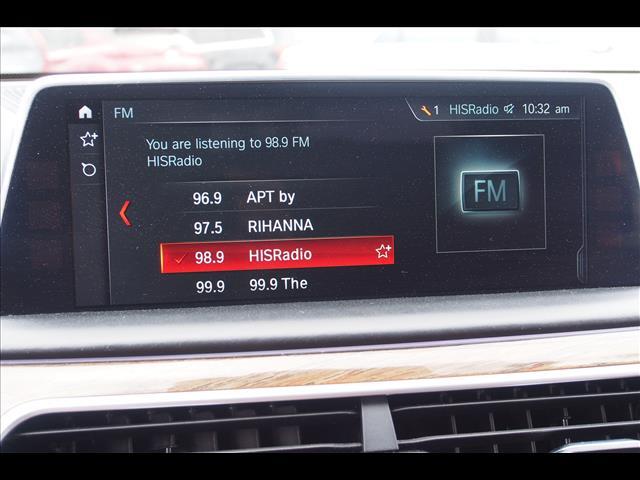 FM
1 HISRadio 10:32 am
You are listening to 98.9 FM
HISRadio
96.9 APT by
97.5 RIHANNA
98.9 HISRadio
99.9 99.9 The
FM